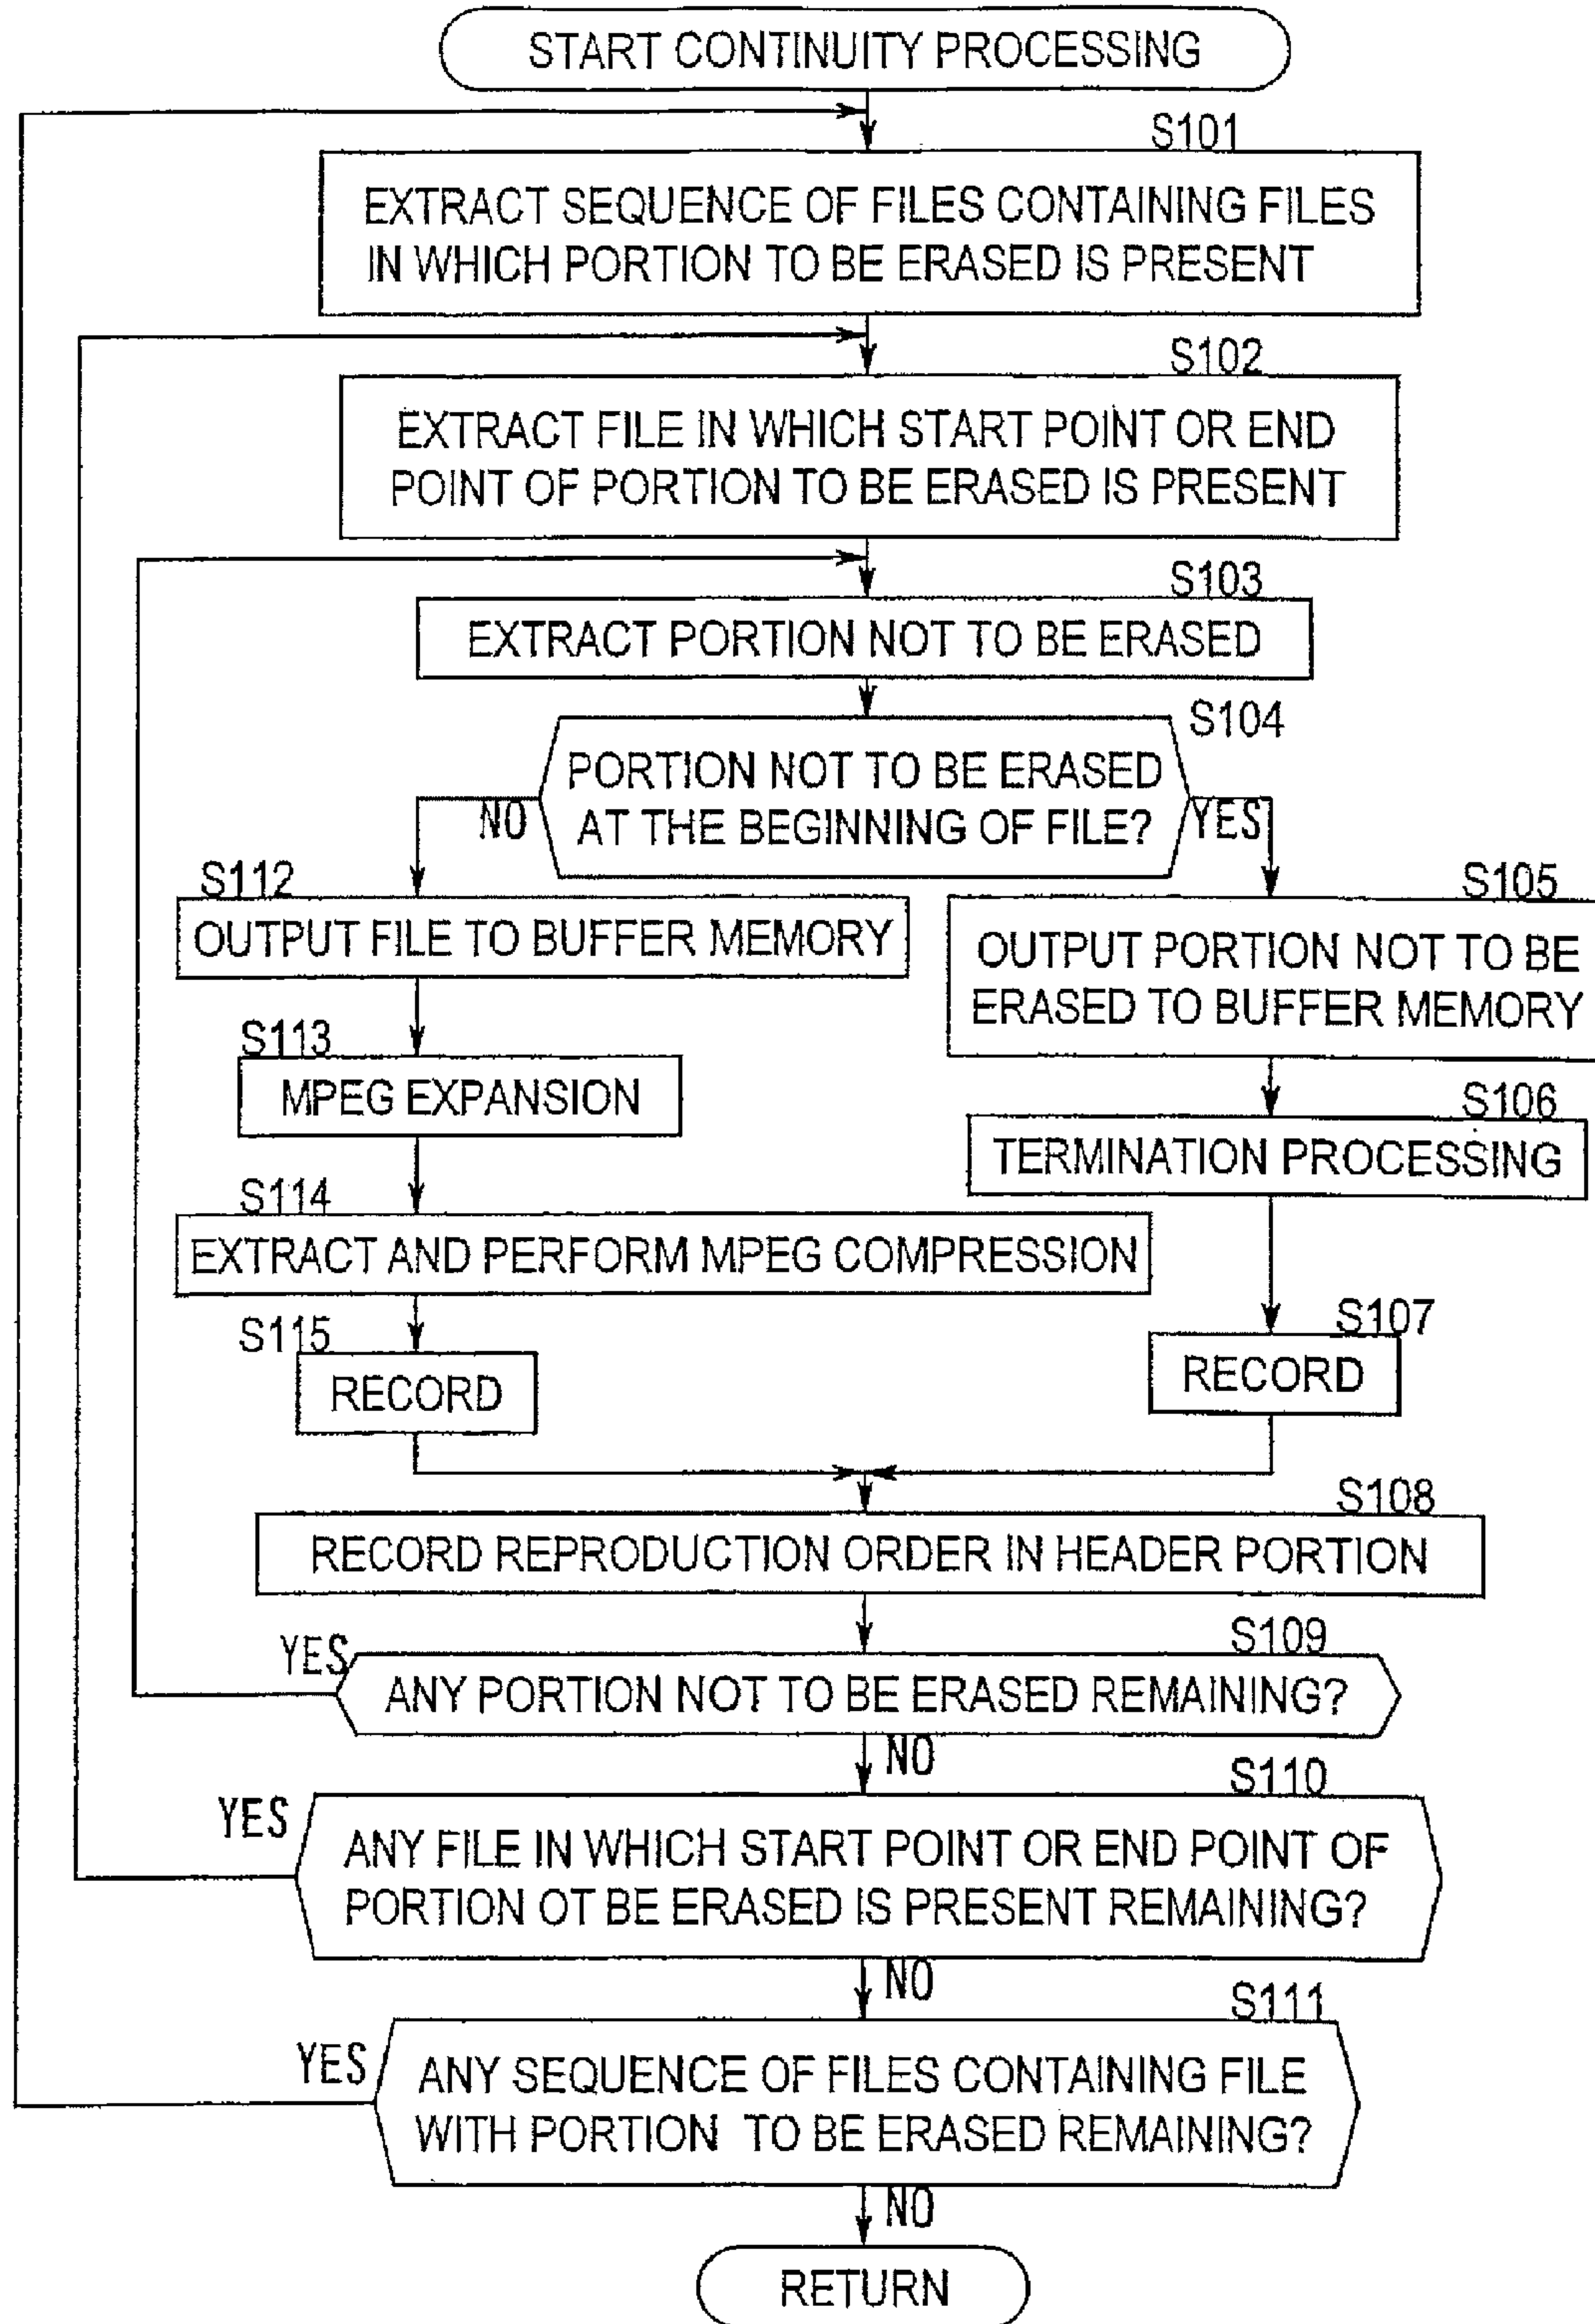 START CONTINUITY PROCESSING
S101
EXTRACT SEQUENCE OF FILES CONTAINING FILES
IN WHICH PORTION TO BE ERASED IS PRESENT
S102
EXTRACT FILE IN WHICH START POINT OR END
POINT OF PORTION TO BE ERASED IS PRESENT
S103
EXTRACT PORTION NOT TO BE ERASED
S104
PORTION NOT TO BE ERASED
AT THE BEGINNING OF FILE?
NO
YES
S112
OUTPUT FILE TO BUFFER MEMORY
S105
OUTPUT PORTION NOT TO BE
ERASED TO BUFFER MEMORY
S113
MPEG EXPANSION
S106
TERMINATION PROCESSING
S114
EXTRACT AND PERFORM MPEG COMPRESSION
S115
RECORD
S107
RECORD
S108
RECORD REPRODUCTION ORDER IN HEADER PORTION
S109
YES
ANY PORTION NOT TO BE ERASED REMAINING?
NO
S110
YES
ANY FILE IN WHICH START POINT OR END POINT OF
PORTION OT BE ERASED IS PRESENT REMAINING?
NO
S111
YES
ANY SEQUENCE OF FILES CONTAINING FILE
WITH PORTION TO BE ERASED REMAINING?
NO
RETURN